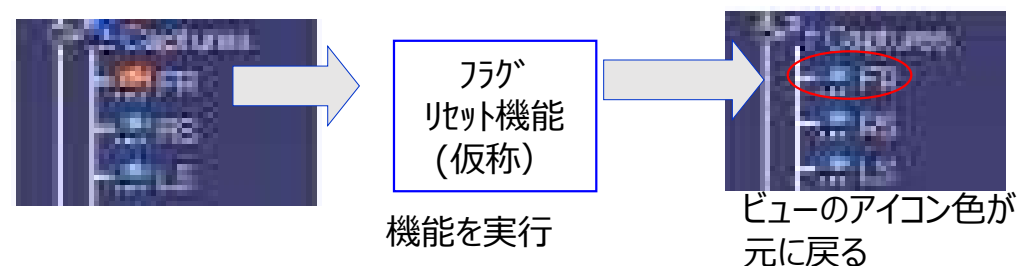 Captures
FR
RS
LS
ﾌﾗｸﾞ
ﾘｾｯﾄ機能
(仮称）
機能を実行
Captures
FR
RS
LS
ビューのアイコン色が
元に戻る